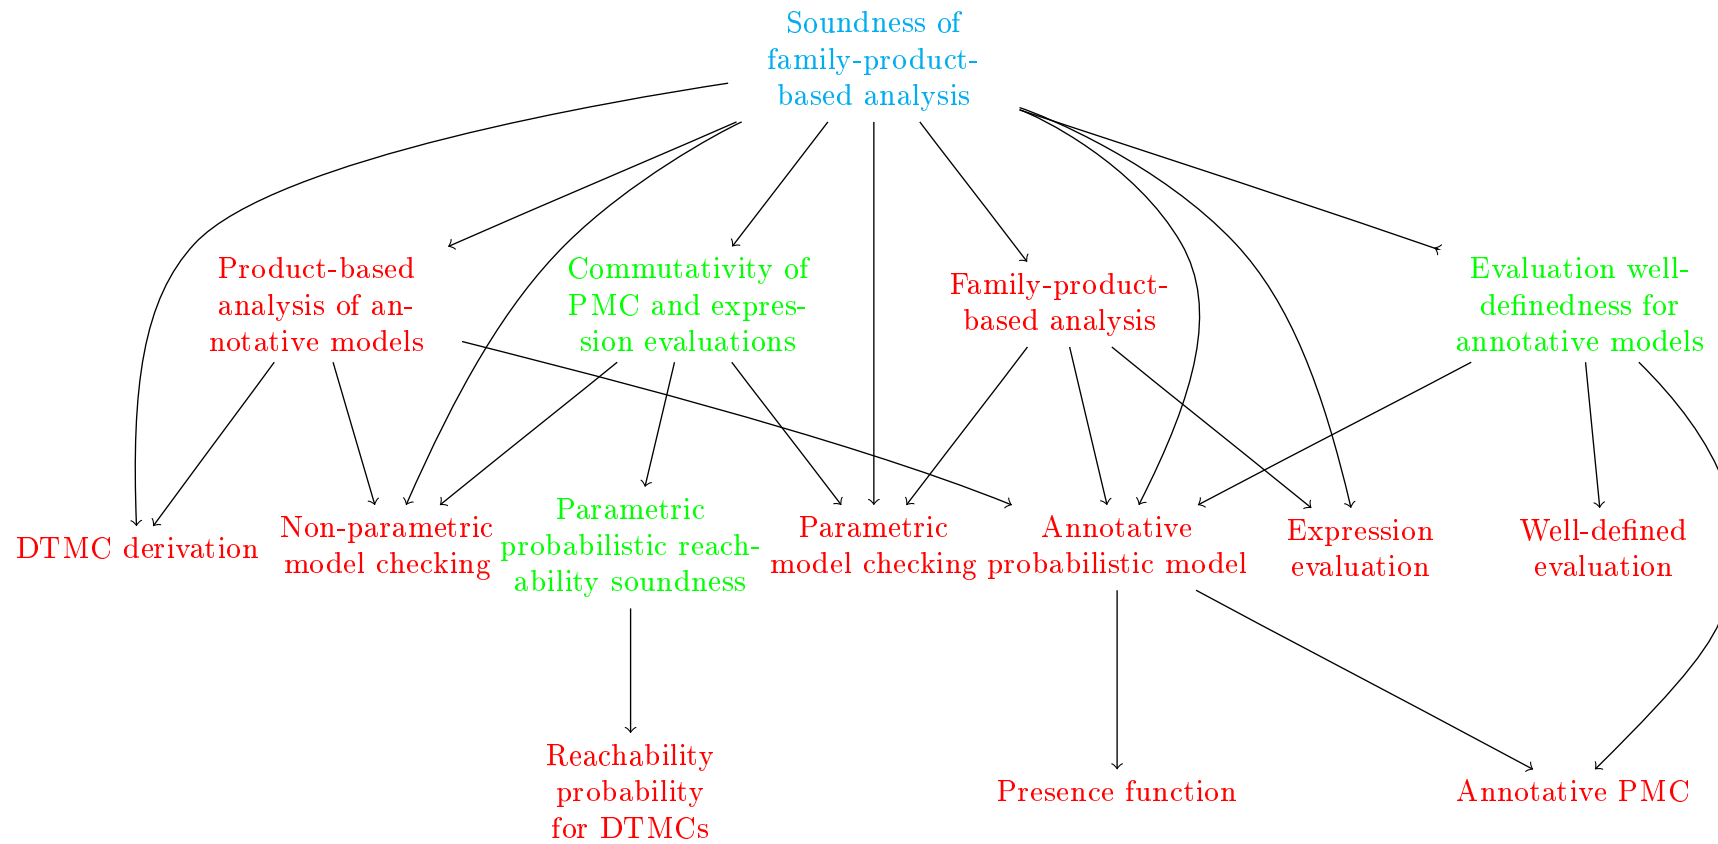 Soundness of
family-product-
based analysis
Product-based
analysis of an-
notative models
Commutativity of
PMC and expres-
sion evaluations
Family-product-
based analysis
Evaluation well-
definedness for
annotative models
DTMC derivation
Non-parametric
model checking
Parametric
probabilistic reach-
ability soundness
Parametric
model checking
Annotative
probabilistic model
Expression
evaluation
Well-defined
evaluation
Reachability
probability
for DTMCs
Presence function
Annotative PMC